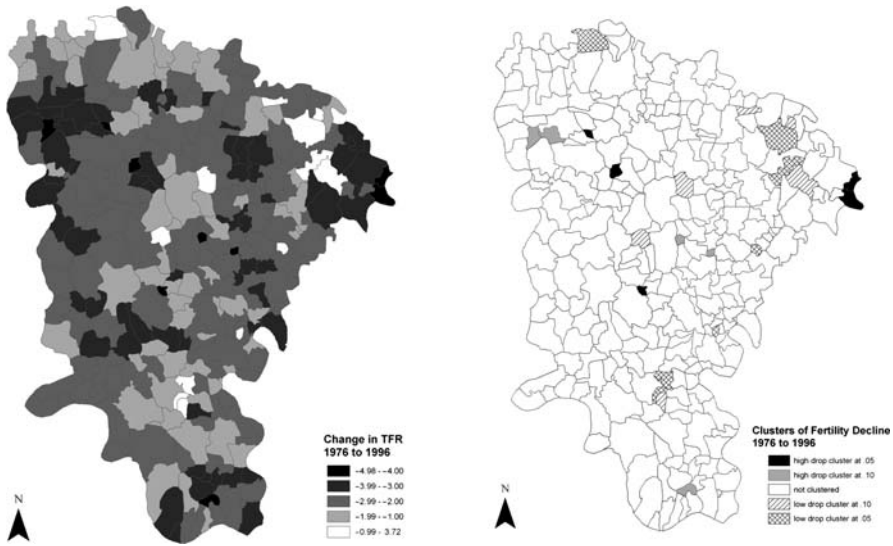 Change in TFR
1976 to 1996
-4.98 - -4.00
-3.99 - -3.00
-2.99 - -2.00
-1.99 - -1.00
-0.99 - 3.72
N
Clusters of Fertility Decline
1976 to 1996
high drop cluster at .05
high drop cluster at .10
not clustered
low drop cluster at .10
low drop cluster at .05
N